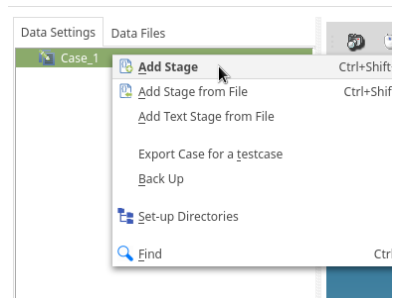 Data Settings Data Files
Case_1
Add Stage Ctrl+Shift
Add Stage from File Ctrl+Shif
Add Text Stage from File
Export Case for a testcase
Back Up
Set-up Directories
Find Ctrl